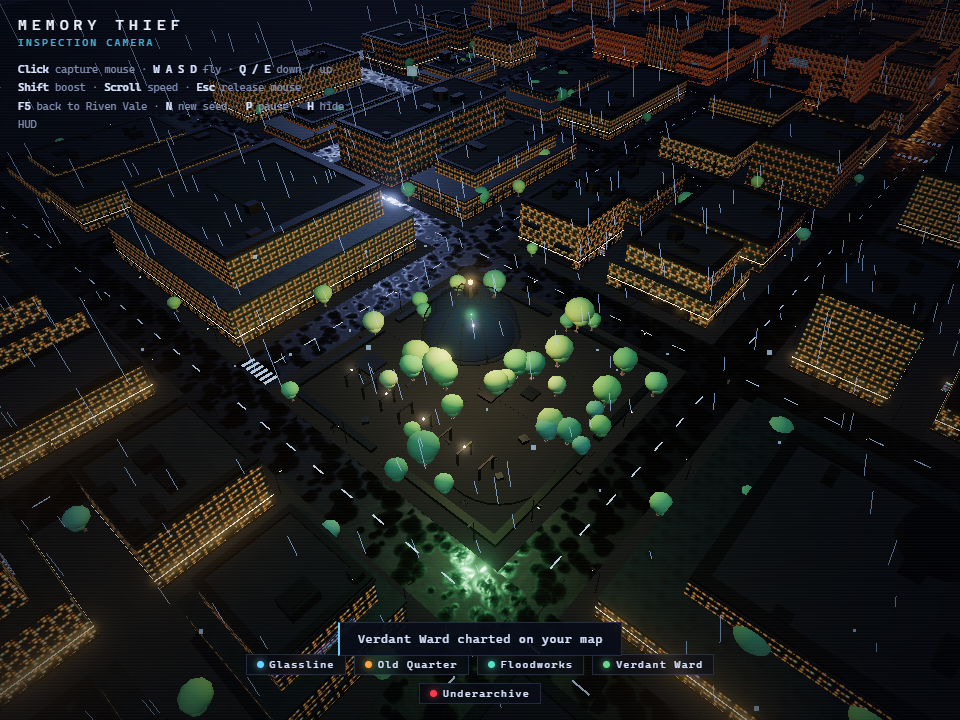 MEMORY THIEF
INSPECTION CAMERA
Click capture mouse · W A S D fly · Q / E down / up ·
Shift boost · Scroll speed · Esc release mouse
F5 back to Riven Vale · N new seed · P pause · H hide
HUD
Verdant Ward charted on your map
Glassline Old Quarter Floodworks Verdant Ward
Underarchive